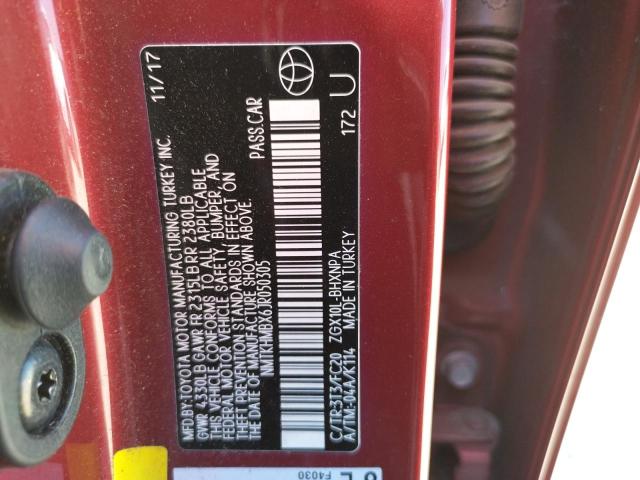 MFD.BY:TOYOTA MOTOR MANUFACTURING TURKEY INC. 11/17
GVWR 4330LB GAWR FR 2315LB RR 2380LB
THIS VEHICLE CONFORMS TO ALL APPLICABLE
FEDERAL MOTOR VEHICLE SAFETY, BUMPER, AND
THEFT PREVENTION STANDARDS IN EFFECT ON
THE DATE OF MANUFACTURE SHOWN ABOVE.
NMTKHMBX6JR050305 PASS.CAR
C/TR:3T3/FC20 ZGX10L-BHXNPA 172 U
A/TM:-04A/K114 MADE IN TURKEY
F4030